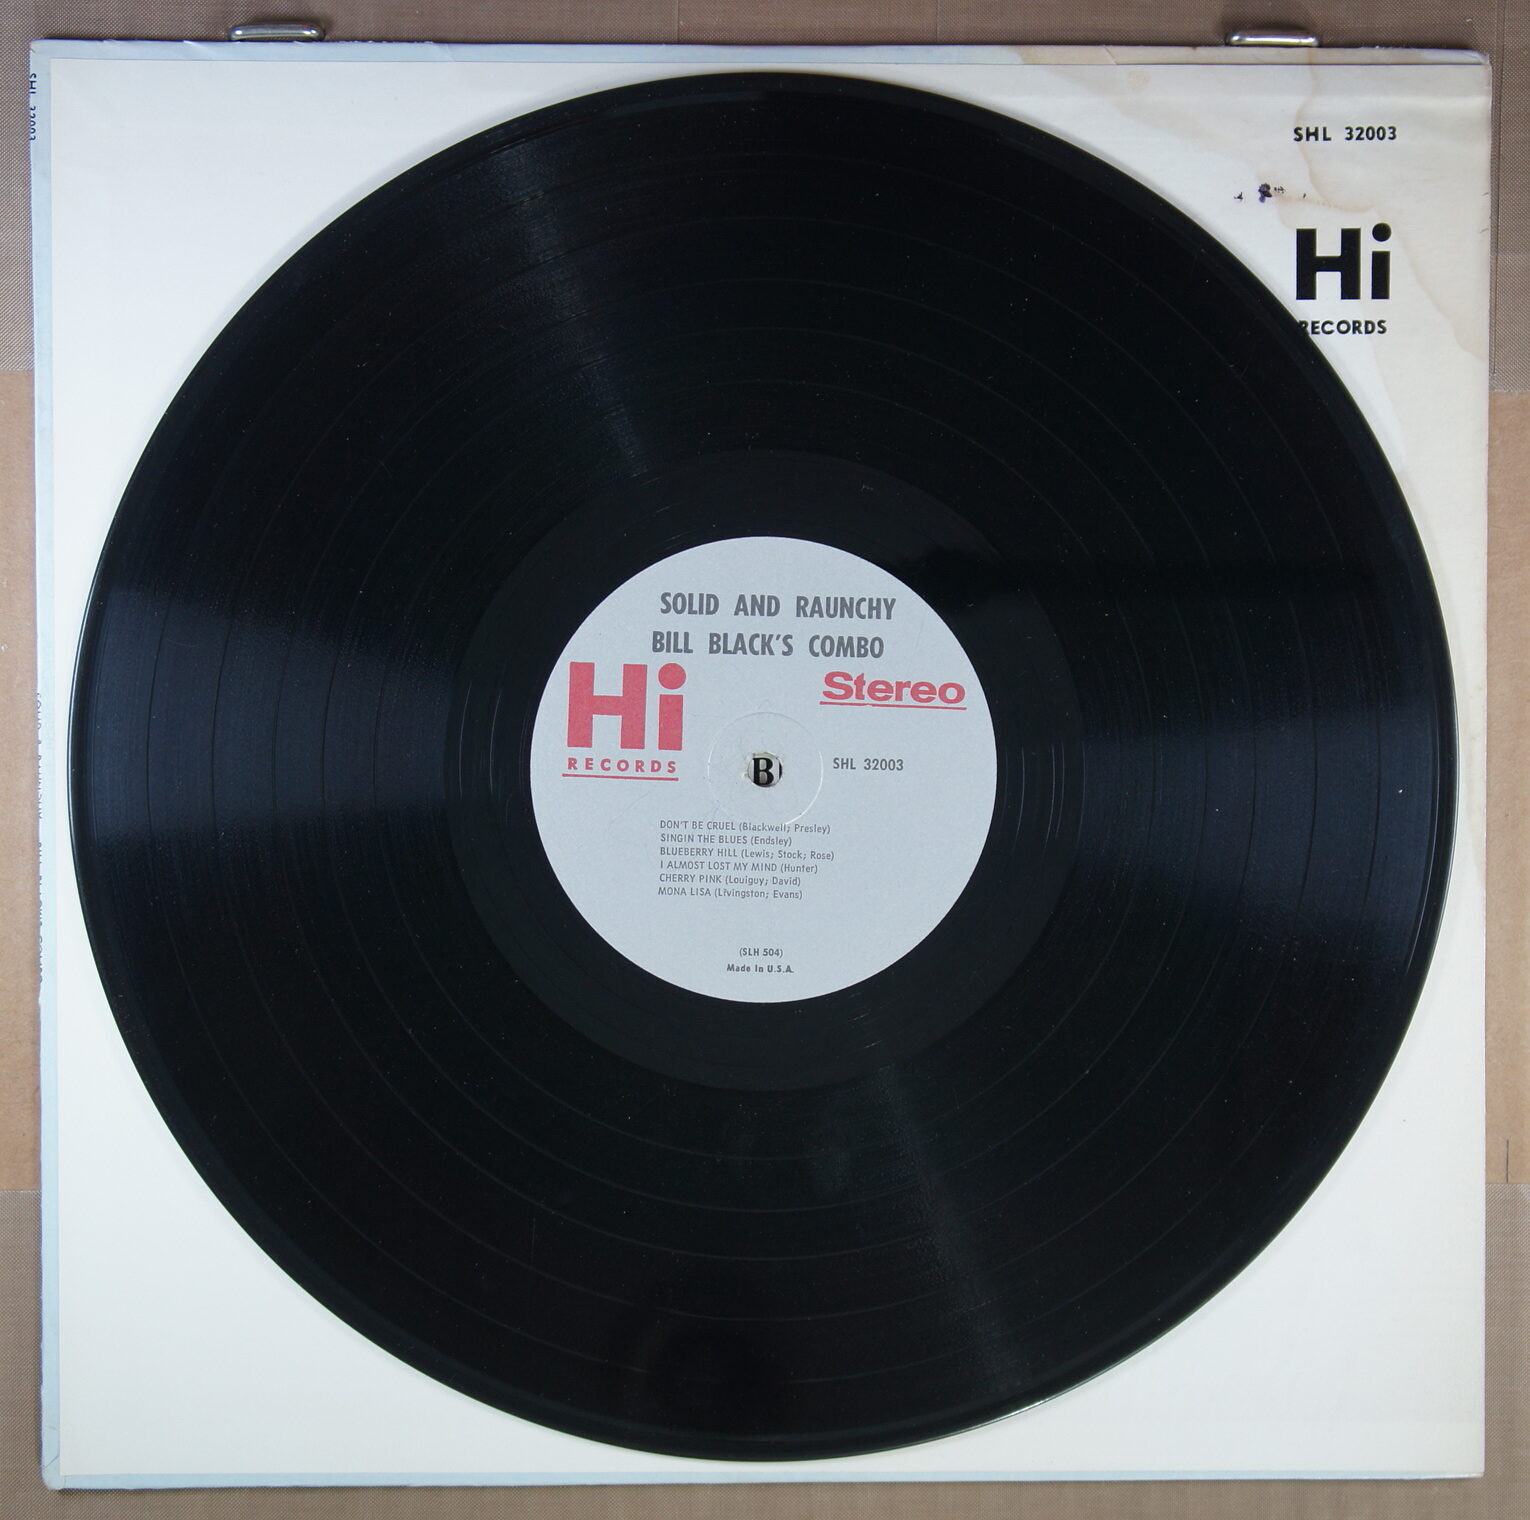 SHL 32003
SHL 32003
Hi
RECORDS
SOLID AND RAUNCHY
BILL BLACK'S COMBO
Hi
RECORDS
Stereo
B
SHL 32003
DON'T BE CRUEL (Blackwell; Presley)
SINGIN THE BLUES (Endsley)
BLUEBERRY HILL (Lewis; Stock; Rose)
I ALMOST LOST MY MIND (Hunter)
CHERRY PINK (Louiguy; David)
MONA LISA (Livingston; Evans)
(SLH 504)
Made In U.S.A.